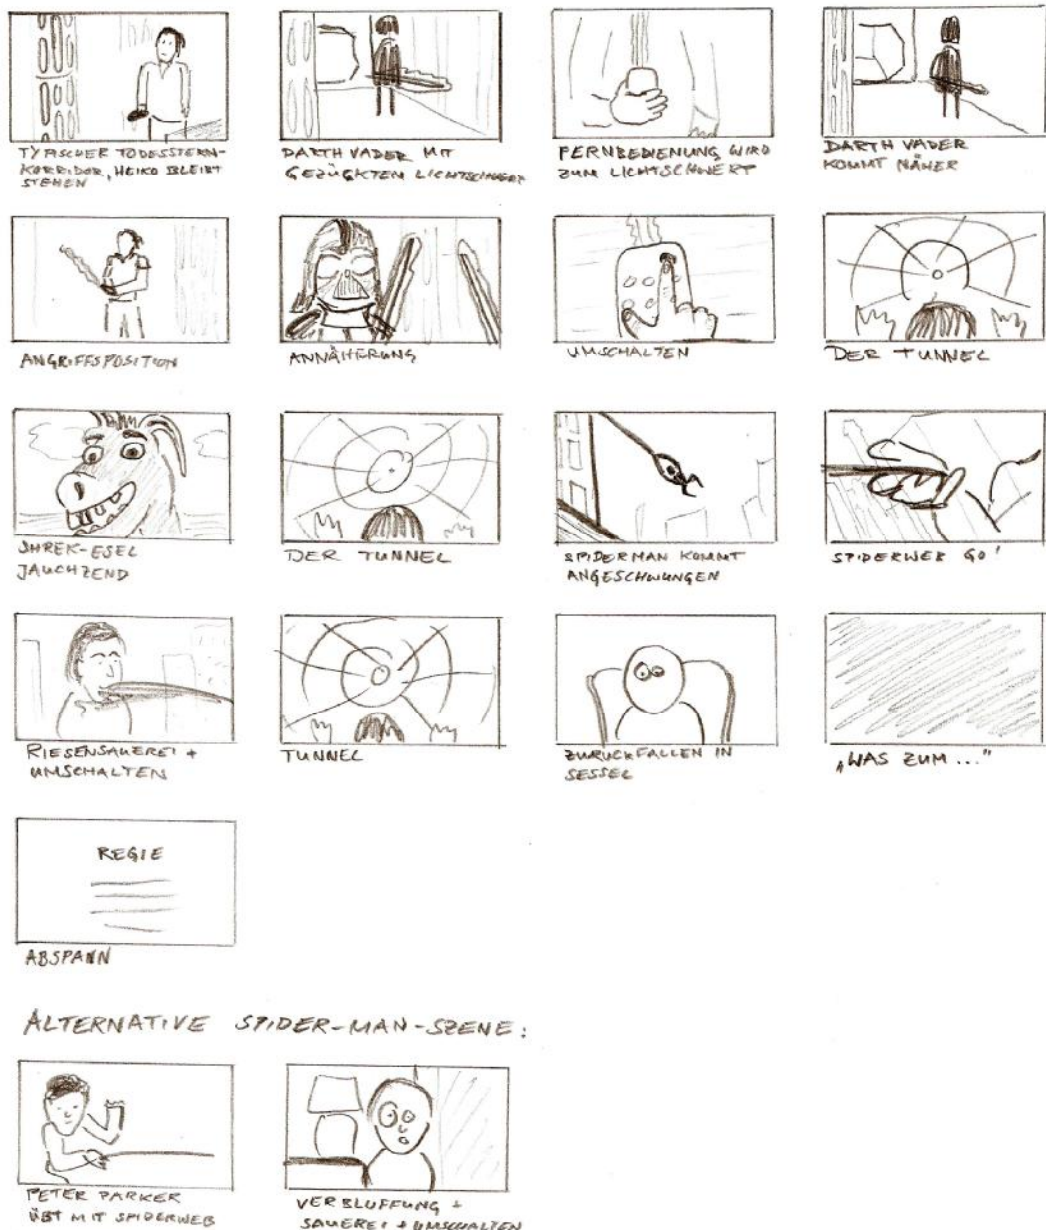 TYPISCHER TODESSTERN-
KORRIDOR, HEIKO BLEIBT
STEHEN
DARTH VADER MIT
GEZÜCKTEN LICHTSCHWERT
FERNBEDIENUNG WIRD
ZUM LICHTSCHWERT
DARTH VADER
KOMMT NÄHER
ANGRIFFSPOSITION
ANNÄHERUNG
UMSCHALTEN
DER TUNNEL
SHREK-ESEL
JAUCHZEND
DER TUNNEL
SPIDERMAN KOMMT
ANGESCHWUNGEN
SPIDERWEB GO!
RIESENSAUEREI +
UMSCHALTEN
TUNNEL
ZURÜCKFALLEN IN
SESSEL
„WAS ZUM ..."
REGIE
ABSPANN
ALTERNATIVE SPIDER-MAN-SZENE:
PETER PARKER
ÜBT MIT SPIDERWEB
VERBLÜFFUNG +
SAUEREI + UMSCHALTEN